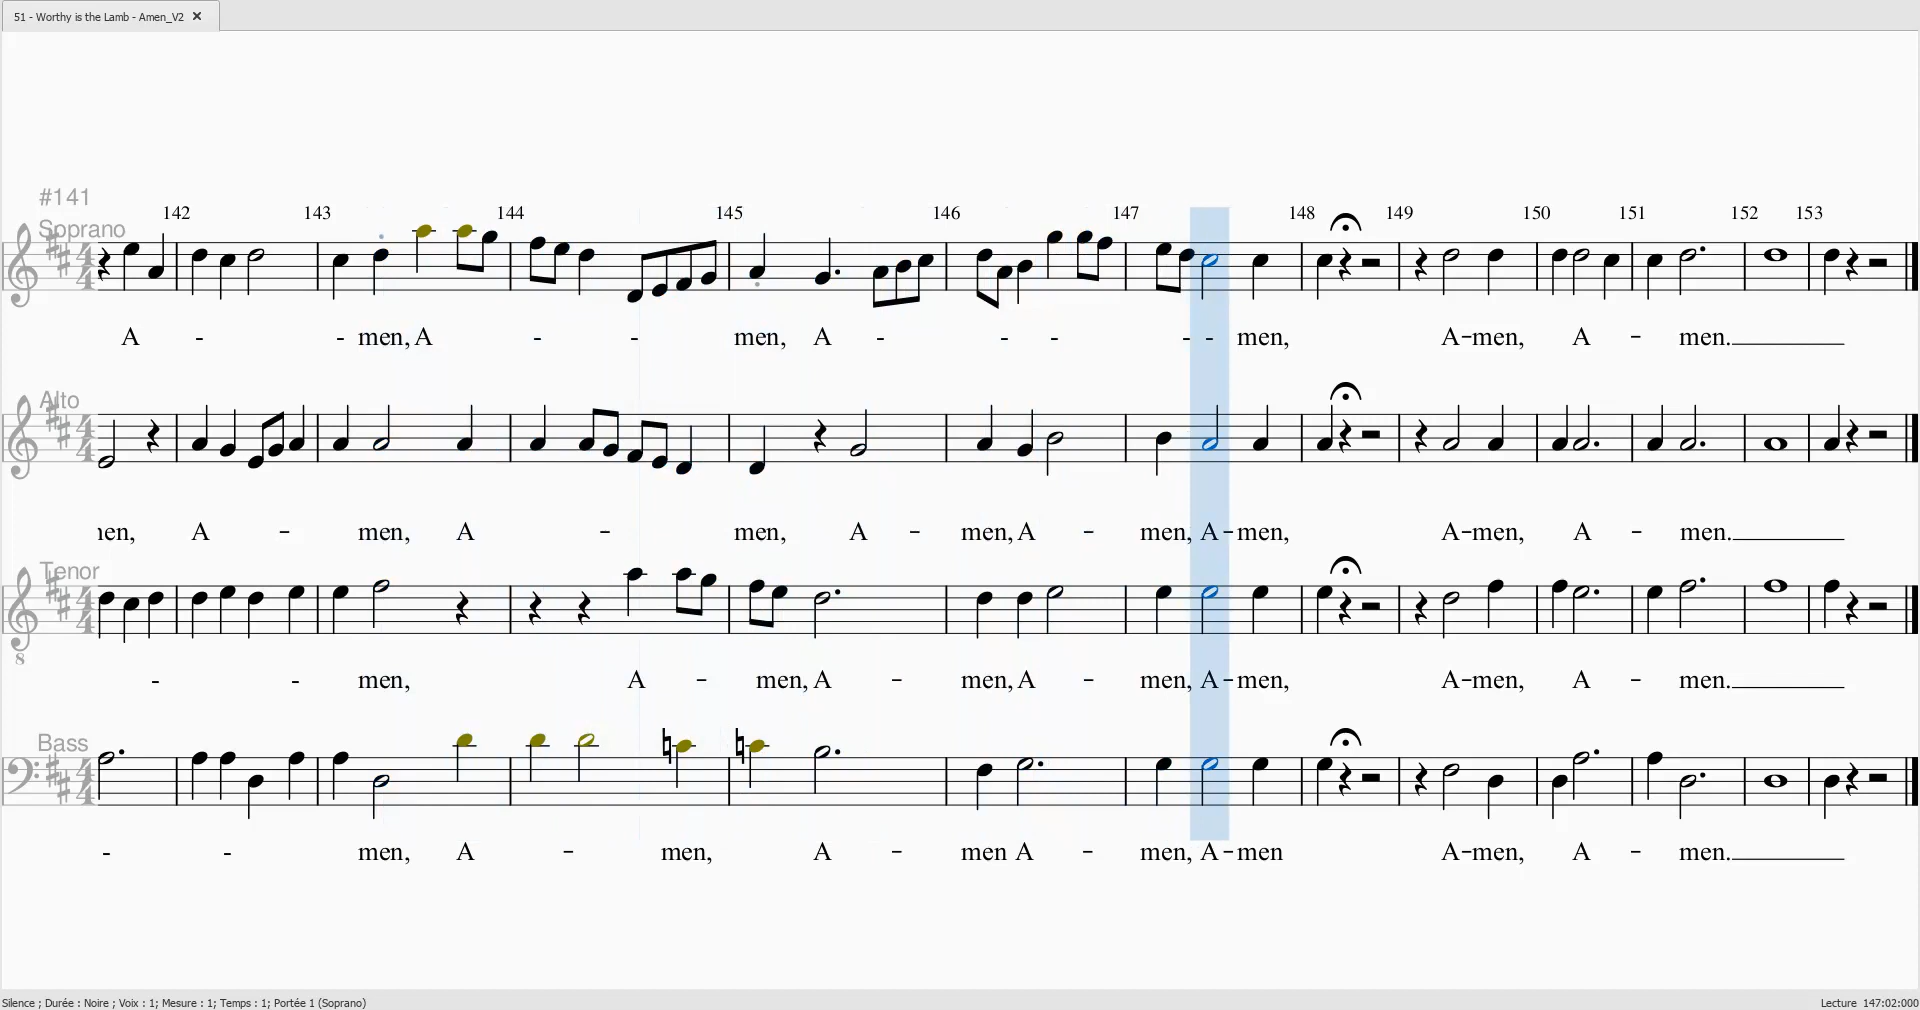 51 - Worthy is the Lamb - Amen_V2 ×
#141
142 143 144 145 146 147 148 149 150 151 152 153
Soprano
A - - men, A - - men, A - - - - - men, A-men, A - men.
Alto
men, A - men, A - men, A - men, A - men, A-men, A-men, A - men.
Tenor
8
- - men, A - men, A - men, A - men, A-men, A-men, A - men.
Bass
- - men, A - men, A - men A - men, A-men A-men, A - men.
Silence ; Durée : Noire ; Voix : 1; Mesure : 1; Temps : 1; Portée 1 (Soprano)
Lecture 147:02:000